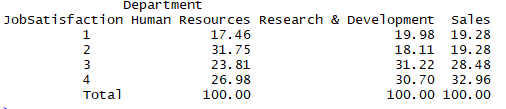 Department
JobSatisfaction Human Resources Research & Development Sales
1 17.46 19.98 19.28
2 31.75 18.11 19.28
3 23.81 31.22 28.48
4 26.98 30.70 32.96
Total 100.00 100.00 100.00